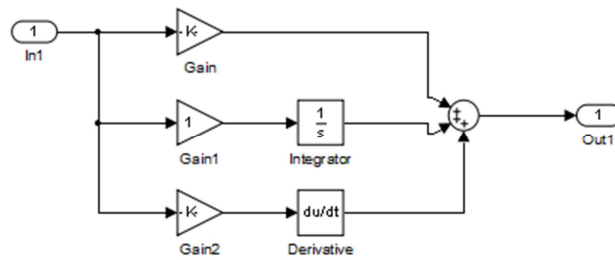 1
In1
-K-
Gain
1
Gain1
1/s
Integrator
-K-
Gain2
du/dt
Derivative
+
+
+
1
Out1